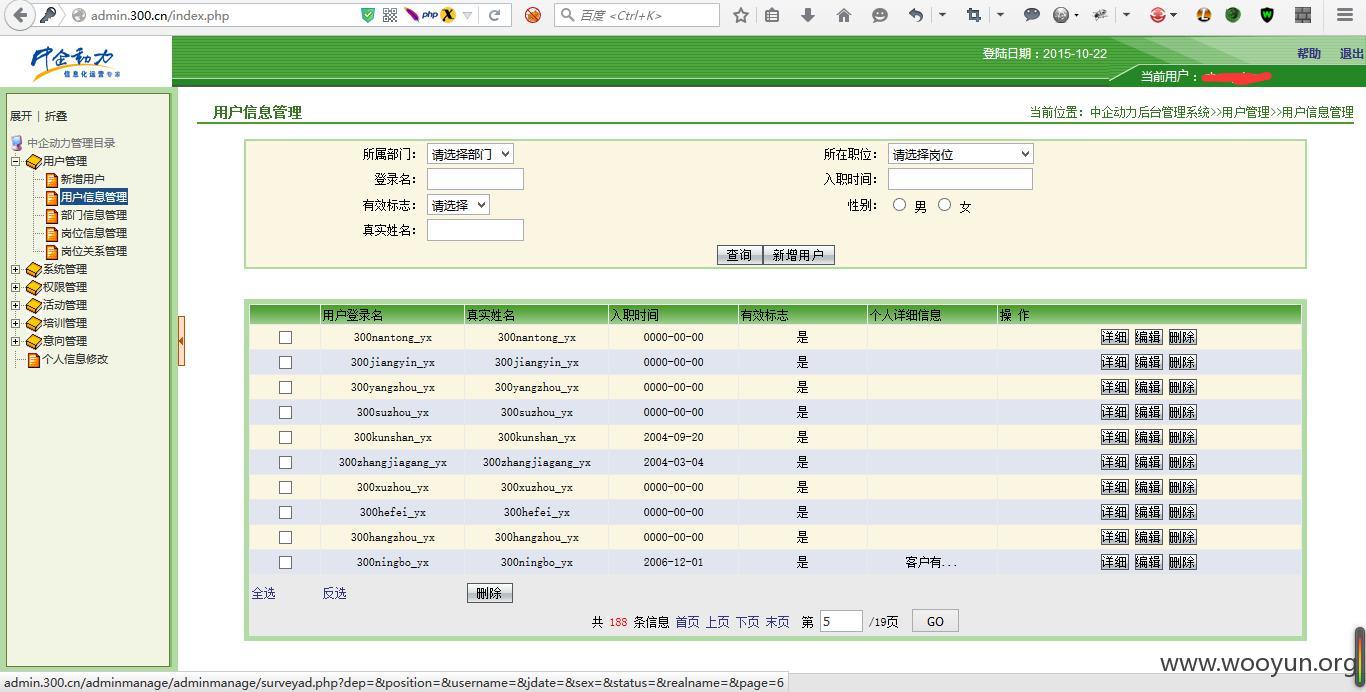 admin.300.cn/index.php
php
百度 <Ctrl+K>
中企动力
信息化运营专家
登陆日期：2015-10-22
帮助
退出
当前用户：
展开 | 折叠
中企动力管理目录
用户管理
新增用户
用户信息管理
部门信息管理
岗位信息管理
岗位关系管理
系统管理
权限管理
活动管理
培训管理
意向管理
个人信息修改
用户信息管理
当前位置：中企动力后台管理系统>>用户管理>>用户信息管理
所属部门： 请选择部门 所在职位： 请选择岗位
登录名： 入职时间：
有效标志： 请选择 性别： 男 女
真实姓名：
查询 新增用户
用户登录名 真实姓名 入职时间 有效标志 个人详细信息 操 作
300nantong_yx 300nantong_yx 0000-00-00 是 详细 编辑 删除
300jiangyin_yx 300jiangyin_yx 0000-00-00 是 详细 编辑 删除
300yangzhou_yx 300yangzhou_yx 0000-00-00 是 详细 编辑 删除
300suzhou_yx 300suzhou_yx 0000-00-00 是 详细 编辑 删除
300kunshan_yx 300kunshan_yx 2004-09-20 是 详细 编辑 删除
300zhangjiagang_yx 300zhangjiagang_yx 2004-03-04 是 详细 编辑 删除
300xuzhou_yx 300xuzhou_yx 0000-00-00 是 详细 编辑 删除
300hefei_yx 300hefei_yx 0000-00-00 是 详细 编辑 删除
300hangzhou_yx 300hangzhou_yx 0000-00-00 是 详细 编辑 删除
300ningbo_yx 300ningbo_yx 2006-12-01 是 客户有... 详细 编辑 删除
全选 反选 删除
共 188 条信息 首页 上页 下页 末页 第 5 /19页 GO
www.wooyun.org
admin.300.cn/adminmanage/adminmanage/surveyad.php?dep=&position=&username=&jdate=&sex=&status=&realname=&page=6